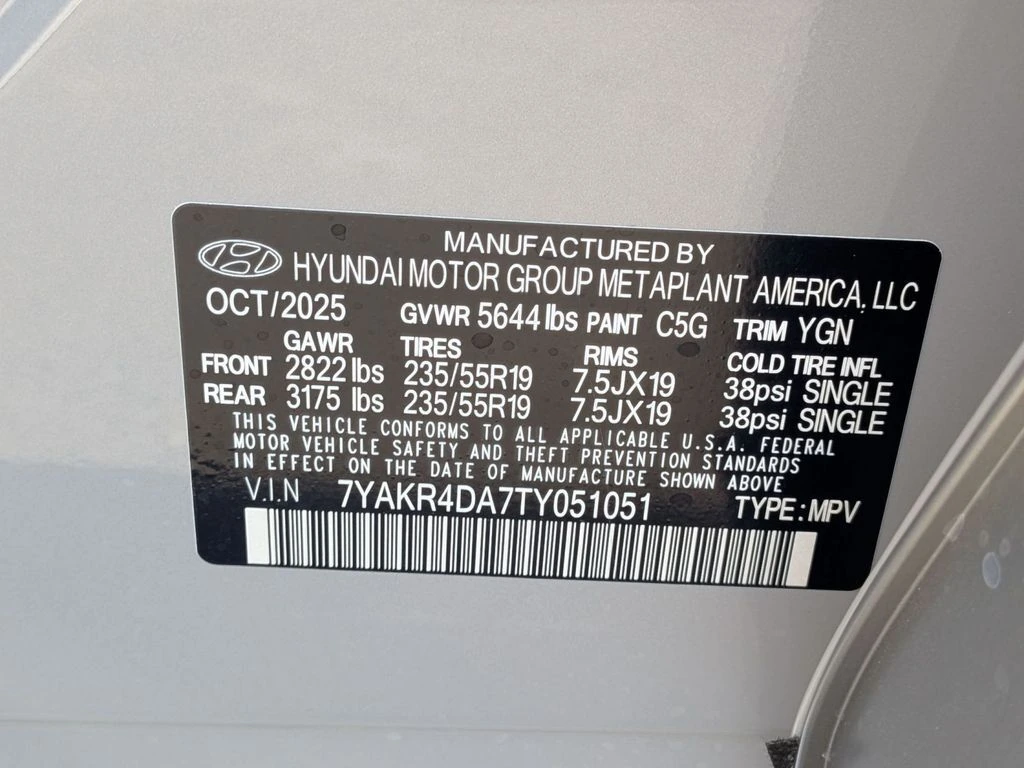 MANUFACTURED BY
HYUNDAI MOTOR GROUP METAPLANT AMERICA, LLC
OCT/2025 GVWR 5644 lbs PAINT C5G TRIM YGN
GAWR TIRES RIMS COLD TIRE INFL
FRONT 2822 lbs 235/55R19 7.5JX19 38psi SINGLE
REAR 3175 lbs 235/55R19 7.5JX19 38psi SINGLE
THIS VEHICLE CONFORMS TO ALL APPLICABLE U.S.A. FEDERAL
MOTOR VEHICLE SAFETY AND THEFT PREVENTION STANDARDS
IN EFFECT ON THE DATE OF MANUFACTURE SHOWN ABOVE
V.I.N 7YAKR4DA7TY051051 TYPE:MPV